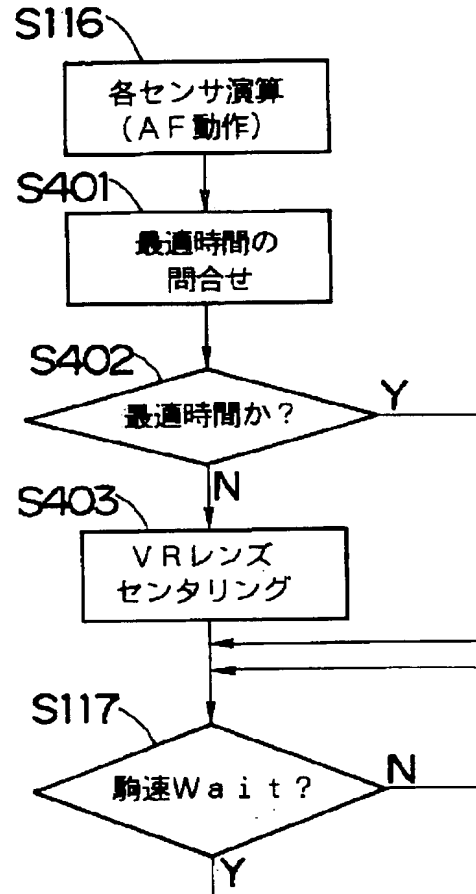 S116
各センサ演算
(AF動作)
S401
最適時間の
問合せ
S402
最適時間か?
Y
N
S403
VRレンズ
センタリング
S117
駒速Wait?
N
Y